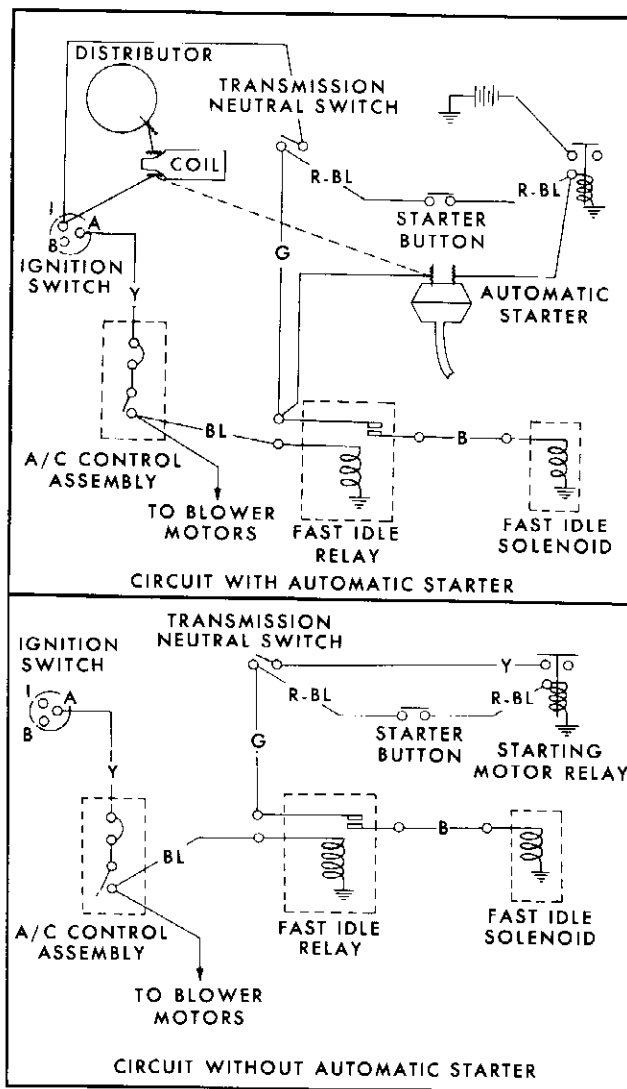 DISTRIBUTOR
TRANSMISSION
NEUTRAL SWITCH
COIL
R-BL
R-BL
STARTER
BUTTON
I
A
B
IGNITION
SWITCH
G
Y
AUTOMATIC
STARTER
BL
B
A/C CONTROL
ASSEMBLY
TO BLOWER
MOTORS
FAST IDLE
RELAY
FAST IDLE
SOLENOID
CIRCUIT WITH AUTOMATIC STARTER
TRANSMISSION
NEUTRAL SWITCH
IGNITION
SWITCH
I
A
B
Y
R-BL
R-BL
STARTER
BUTTON
STARTING
MOTOR RELAY
G
Y
BL
B
A/C CONTROL
ASSEMBLY
FAST IDLE
RELAY
FAST IDLE
SOLENOID
TO BLOWER
MOTORS
CIRCUIT WITHOUT AUTOMATIC STARTER